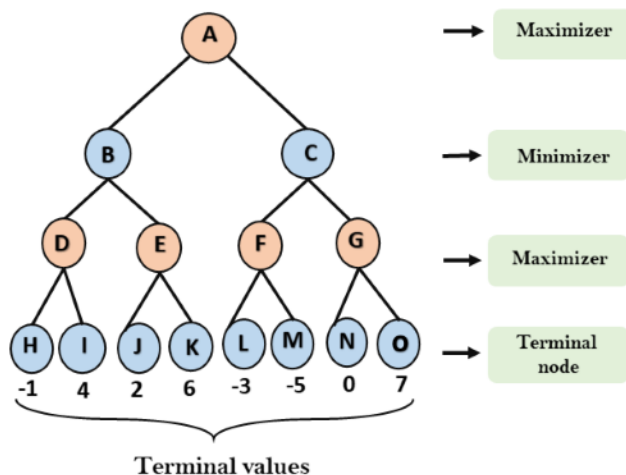 A Maximizer
B C Minimizer
D E F G Maximizer
H I J K L M N O Terminal
node
-1 4 2 6 -3 -5 0 7
Terminal values